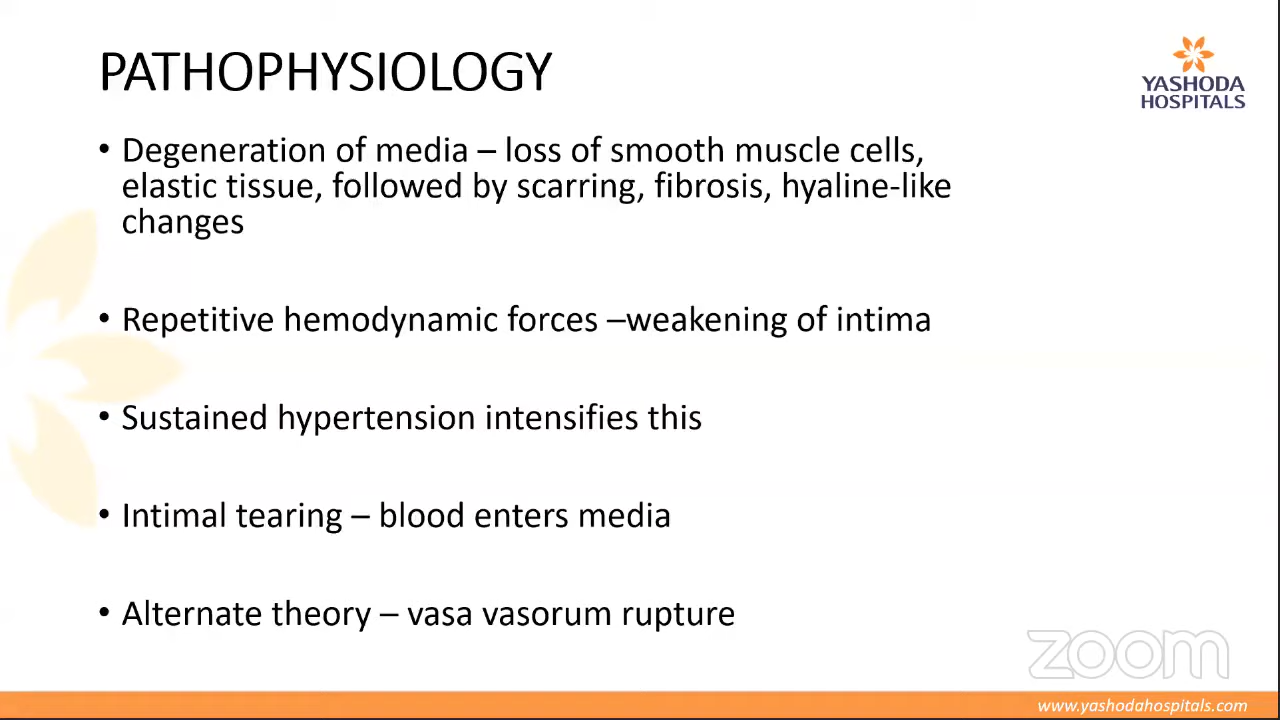 PATHOPHYSIOLOGY
YASHODA
HOSPITALS
• Degeneration of media – loss of smooth muscle cells,
elastic tissue, followed by scarring, fibrosis, hyaline-like
changes
• Repetitive hemodynamic forces –weakening of intima
• Sustained hypertension intensifies this
• Intimal tearing – blood enters media
• Alternate theory – vasa vasorum rupture
zoom
www.yashodahospitals.com